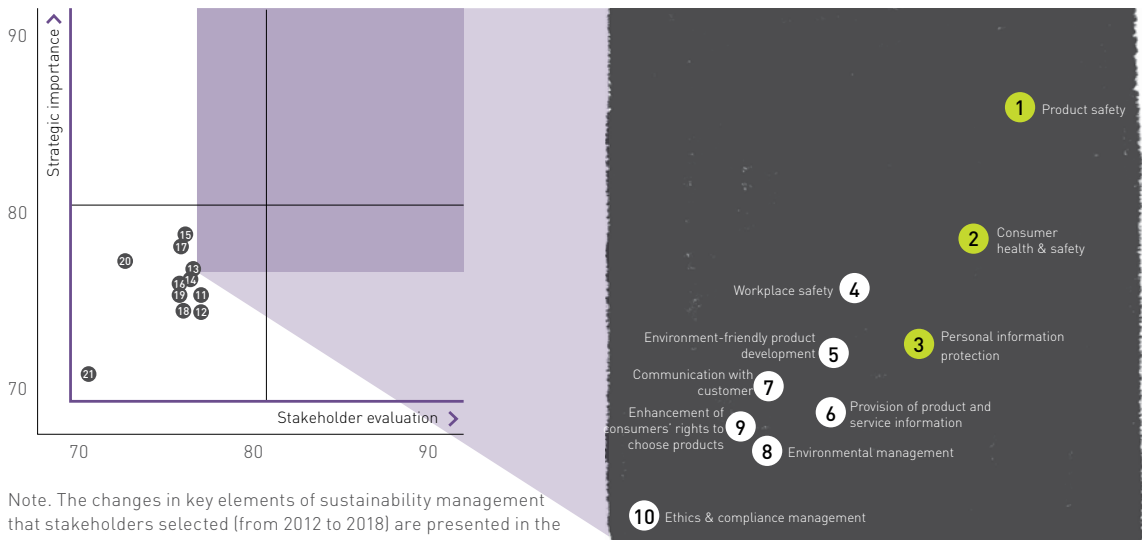 90
Strategic importance
80
70
15
17
20
13
14
16
19
11
18
12
21
Stakeholder evaluation
70
80
90
Note. The changes in key elements of sustainability management
that stakeholders selected (from 2012 to 2018) are presented in the
1
Product safety
2
Consumer
health & safety
Workplace safety
4
3
Personal information
protection
Environment-friendly product
development
5
Communication with
customer
7
6
Provision of product and
service information
Enhancement of
consumers' rights to
choose products
9
8
Environmental management
10
Ethics & compliance management